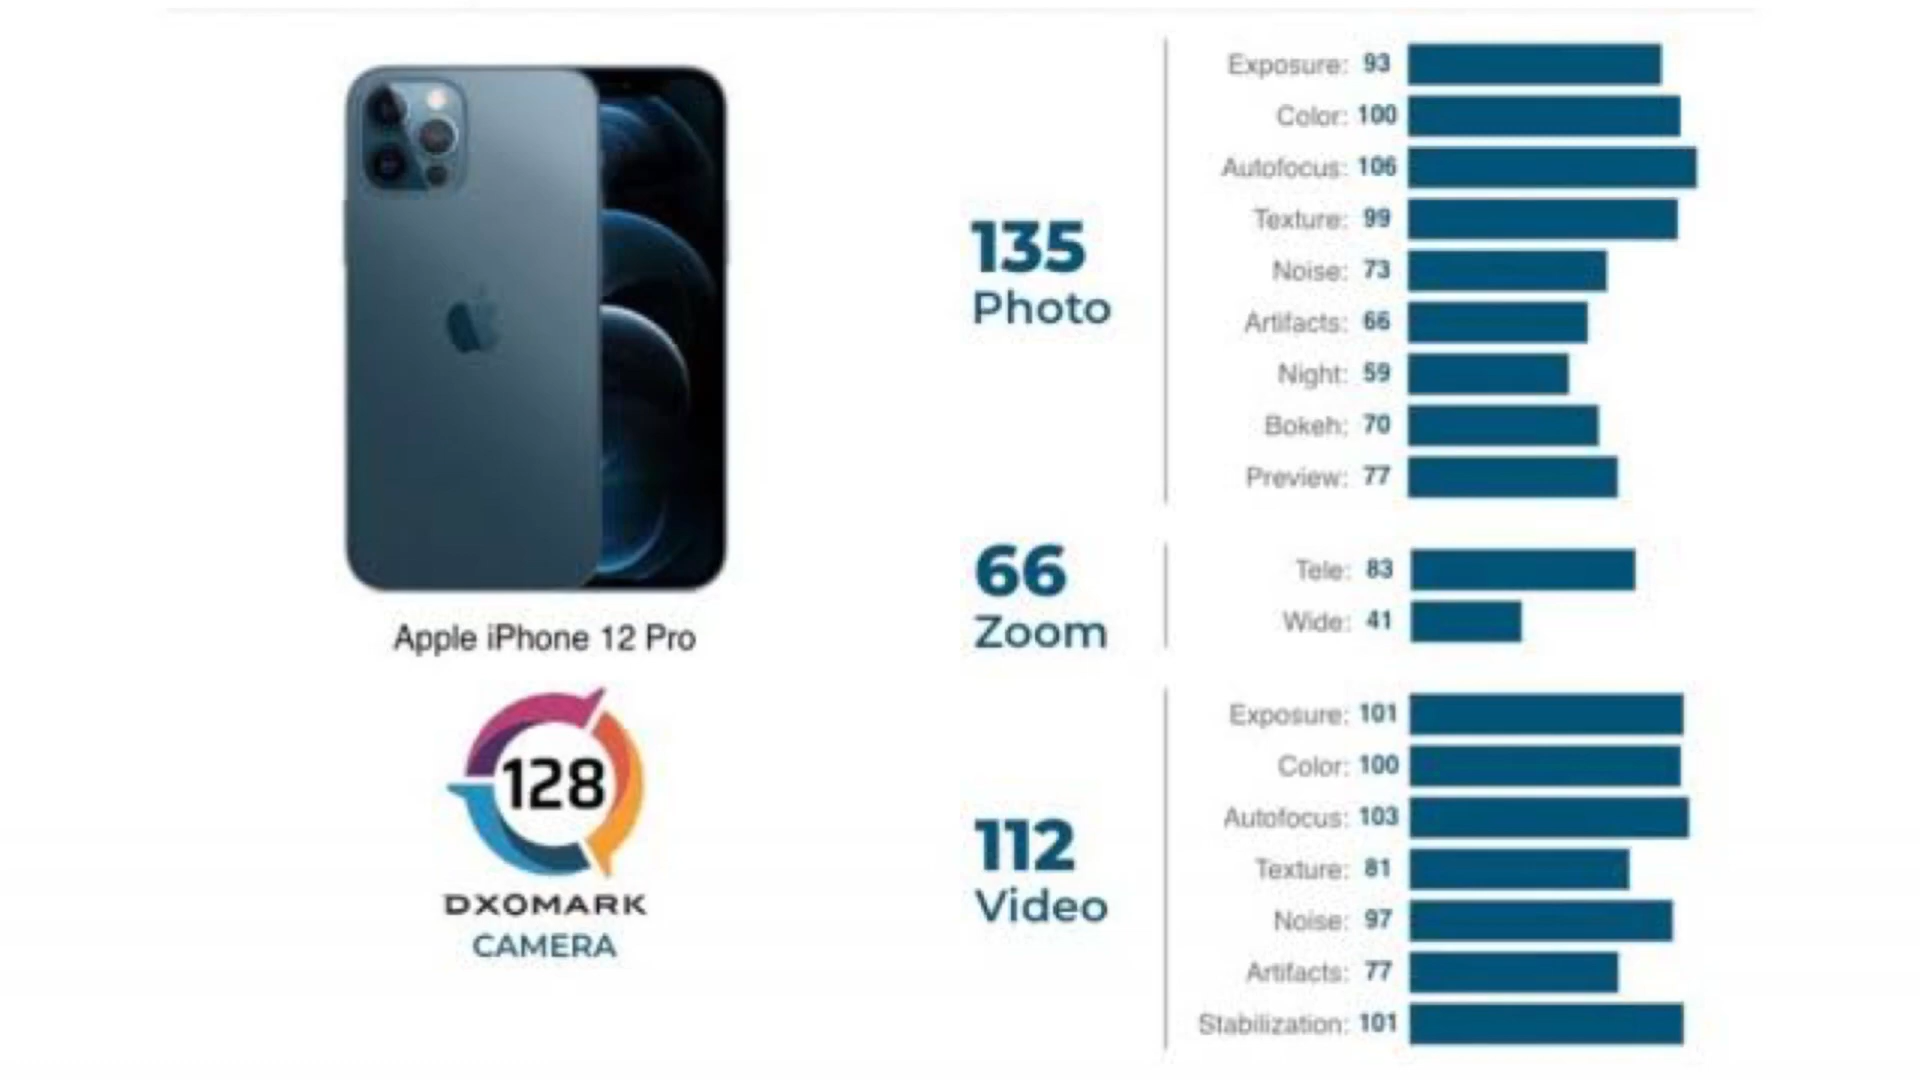 Apple iPhone 12 Pro
128
DXOMARK
CAMERA
135
Photo
Exposure: 93
Color: 100
Autofocus: 106
Texture: 99
Noise: 73
Artifacts: 66
Night: 59
Bokeh: 70
Preview: 77
66
Zoom
Tele: 83
Wide: 41
112
Video
Exposure: 101
Color: 100
Autofocus: 103
Texture: 81
Noise: 97
Artifacts: 77
Stabilization: 101